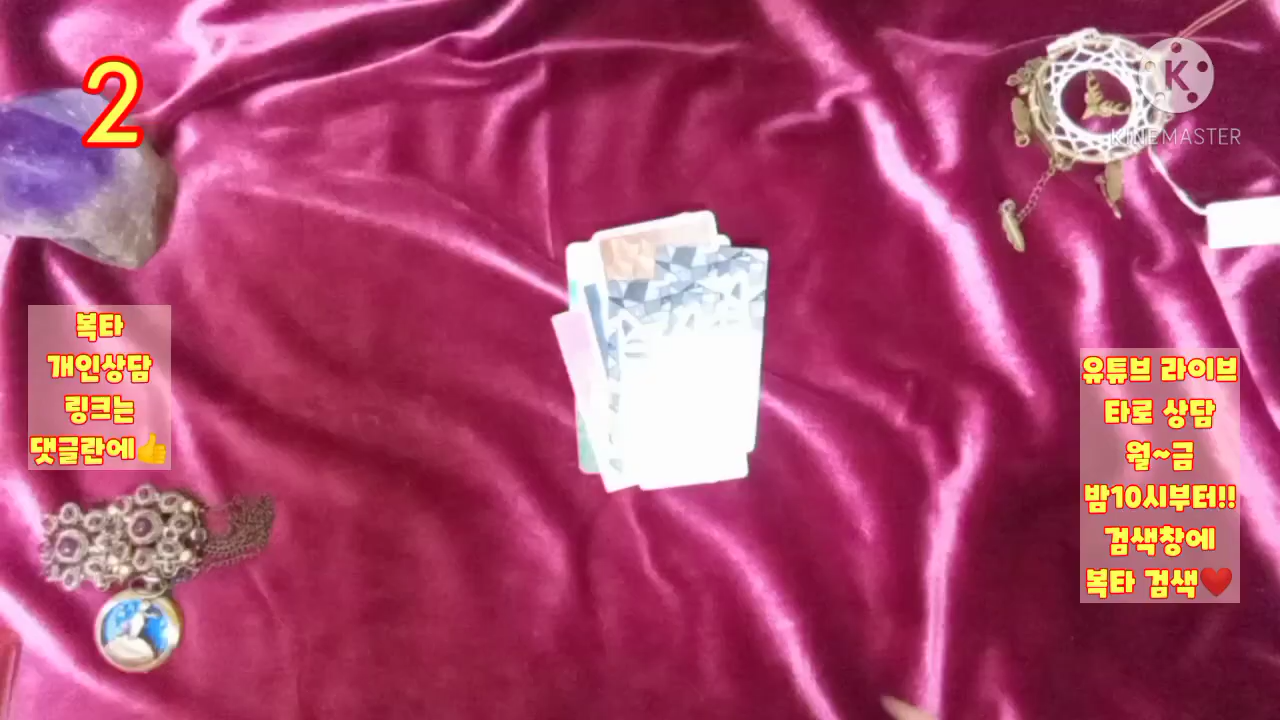 2
K
KINEMASTER
복타
개인상담
링크는
댓글란에👍
유튜브 라이브
타로 상담
월~금
밤10시부터!!
검색창에
복타 검색❤️